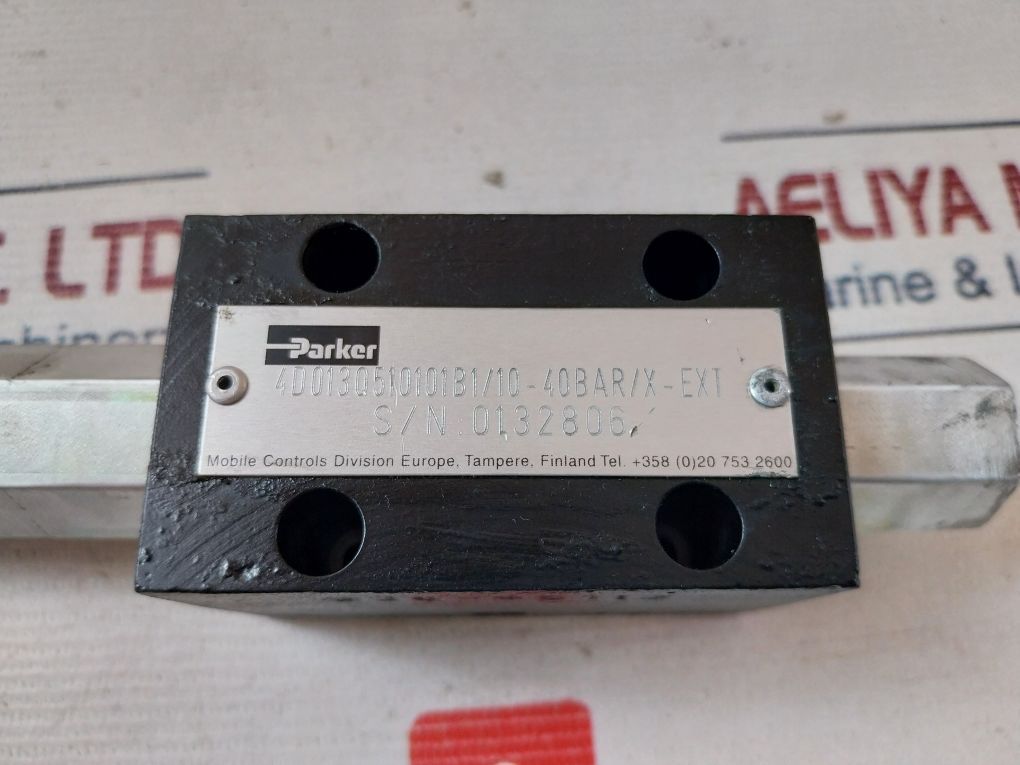 C LTD
AELIYA M
arine &
Parker
4D013Q510101B1/10-40BAR/X-EXT
S/N:0132806
Mobile Controls Division Europe, Tampere, Finland Tel. +358 (0)20 753 2600